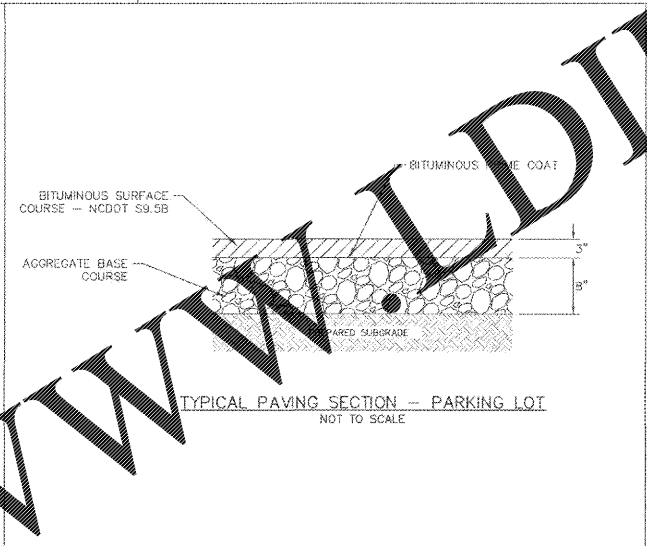 BITUMINOUS COAT
BITUMINOUS SURFACE
COURSE — NCDOT S9.5B
3"
AGGREGATE BASE
COURSE
8"
SUBGRADE
TYPICAL PAVING SECTION — PARKING LOT
NOT TO SCALE
WWW.LDI